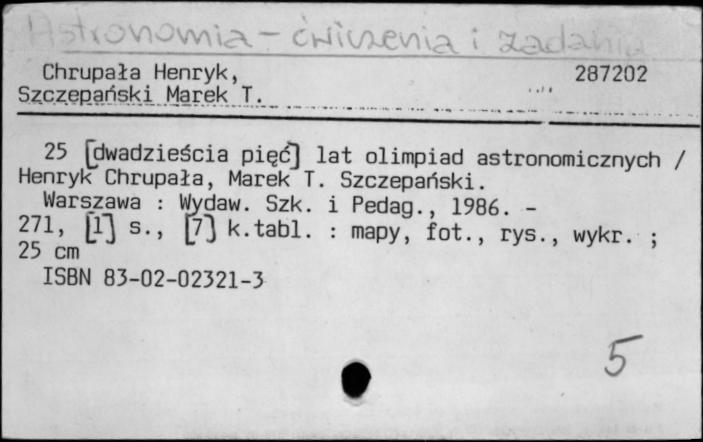 Astronomia - ćwiczenia i zadania
Chrupała Henryk, 287202
Szczepański Marek T.
25 [dwadzieścia pięć] lat olimpiad astronomicznych /
Henryk Chrupała, Marek T. Szczepański.
Warszawa : Wydaw. Szk. i Pedag., 1986. -
271, [1] s., [7] k.tabl. : mapy, fot., rys., wykr. ;
25 cm
ISBN 83-02-02321-3
5